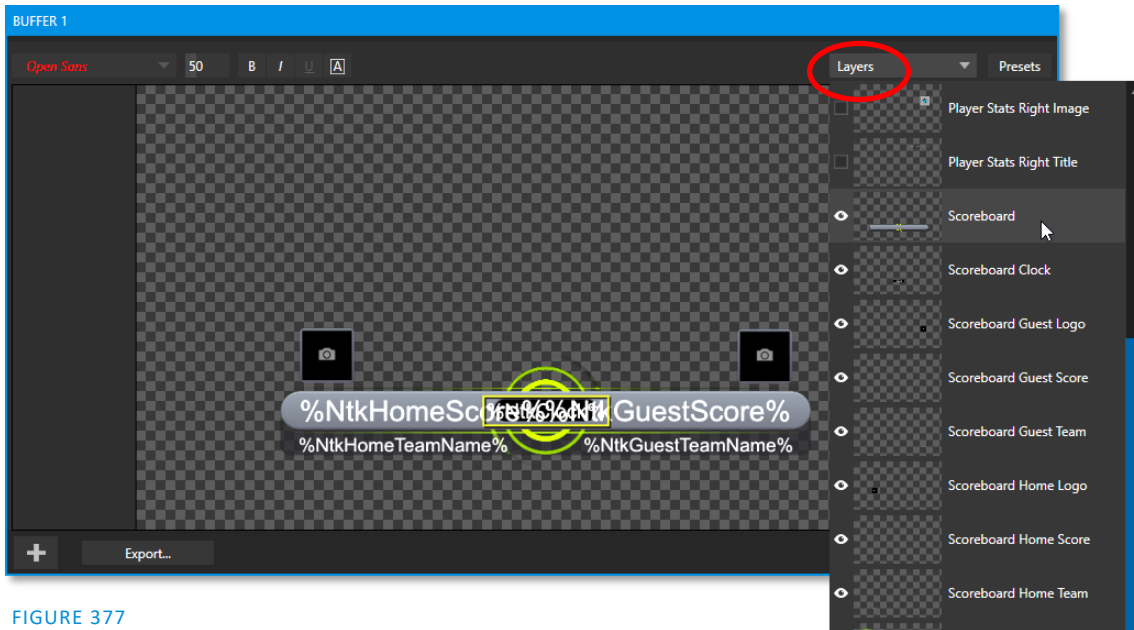 BUFFER 1
Open Sans 50 B I U A Layers Presets
Player Stats Right Image
Player Stats Right Title
Scoreboard
Scoreboard Clock
Scoreboard Guest Logo
Scoreboard Guest Score
Scoreboard Guest Team
Scoreboard Home Logo
Scoreboard Home Score
Scoreboard Home Team
%NtkHomeSco GuestScore%
%NtkHomeTeamName% %NtkGuestTeamName%
Export...
FIGURE 377